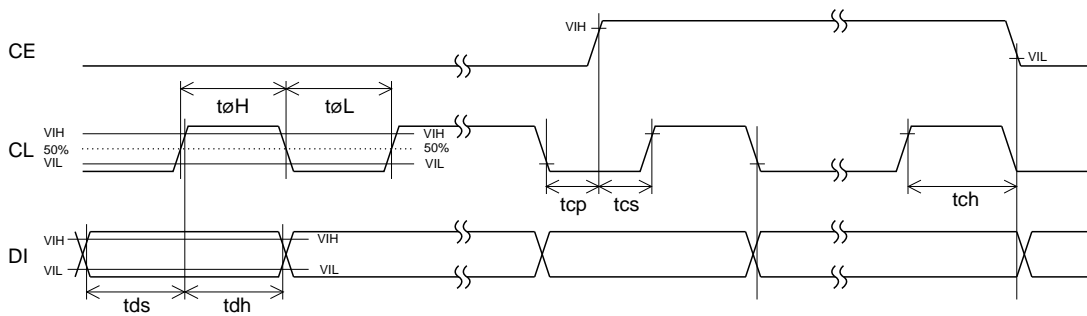 CE
VIH
VIL
tøH
tøL
CL
VIH
50%
VIL
VIH
50%
VIL
tcp
tcs
tch
DI
VIH
VIL
VIH
VIL
tds
tdh